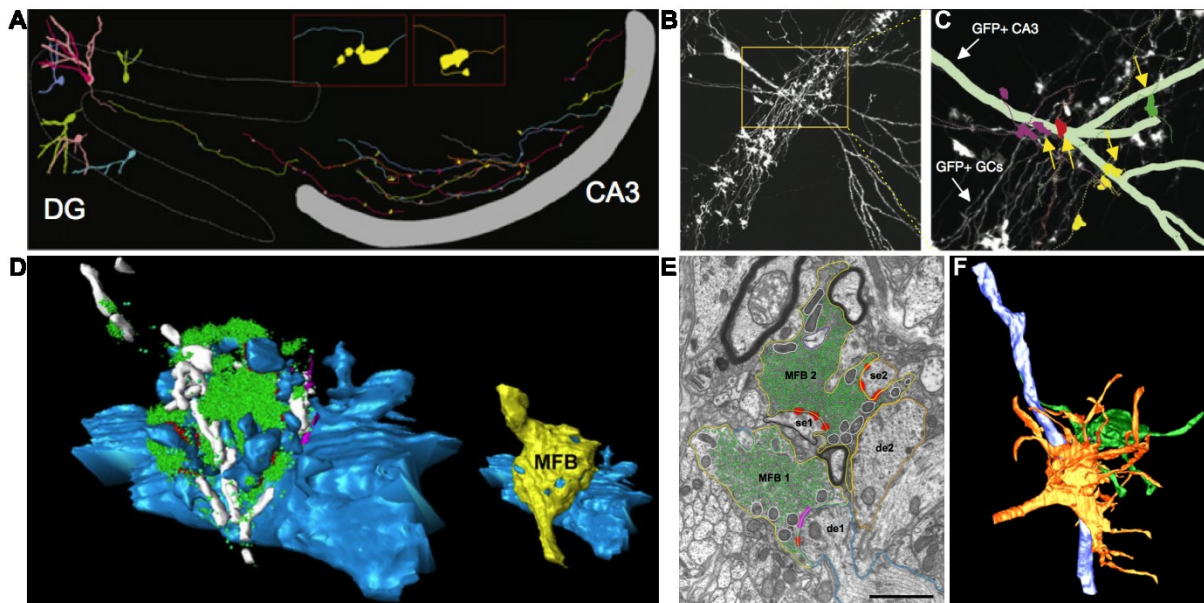 A
DG
CA3
B
C
GFP+ CA3
GFP+ GCs
D
MFB
E
MFB 2
se2
se1
de2
MFB 1
de1
F